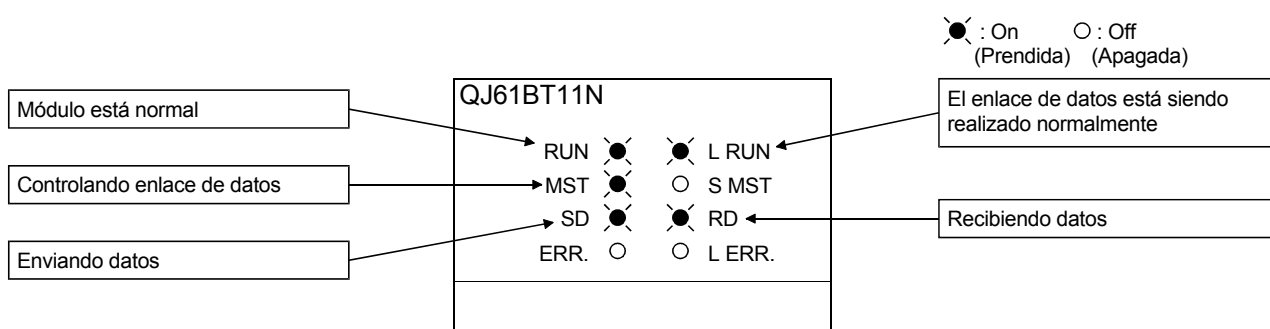 : On : Off
(Prendida) (Apagada)
QJ61BT11N
Módulo está normal
El enlace de datos está siendo
realizado normalmente
RUN L RUN
Controlando enlace de datos
MST S MST
SD RD
Recibiendo datos
Enviando datos
ERR. L ERR.